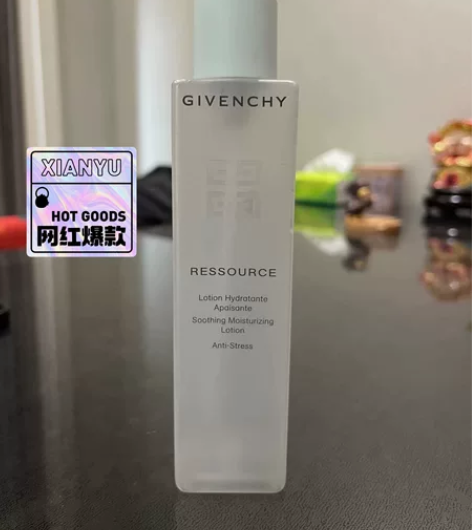 GIVENCHY
XIANYU
HOT GOODS
网红爆款
RESSOURCE
Lotion Hydratante
Apaisante
Soothing Moisturizing
Lotion
Anti-Stress